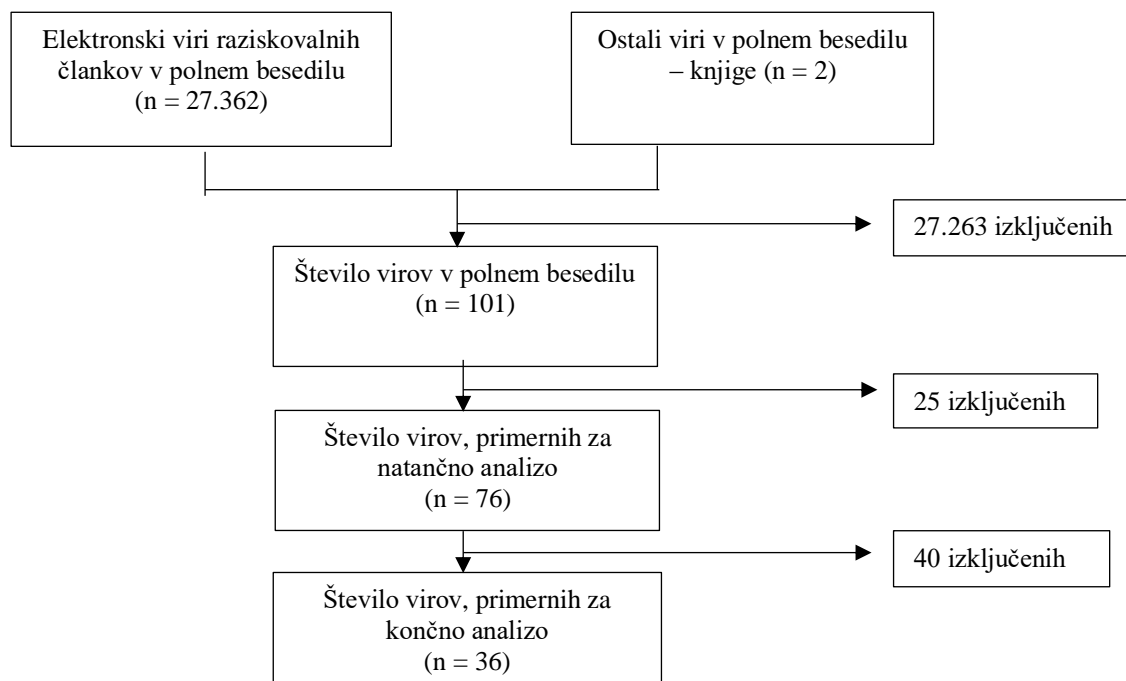 Elektronski viri raziskovalnih
člankov v polnem besedilu
(n = 27.362)
Ostali viri v polnem besedilu
– knjige (n = 2)
27.263 izključenih
Število virov v polnem besedilu
(n = 101)
25 izključenih
Število virov, primernih za
natančno analizo
(n = 76)
40 izključenih
Število virov, primernih za
končno analizo
(n = 36)